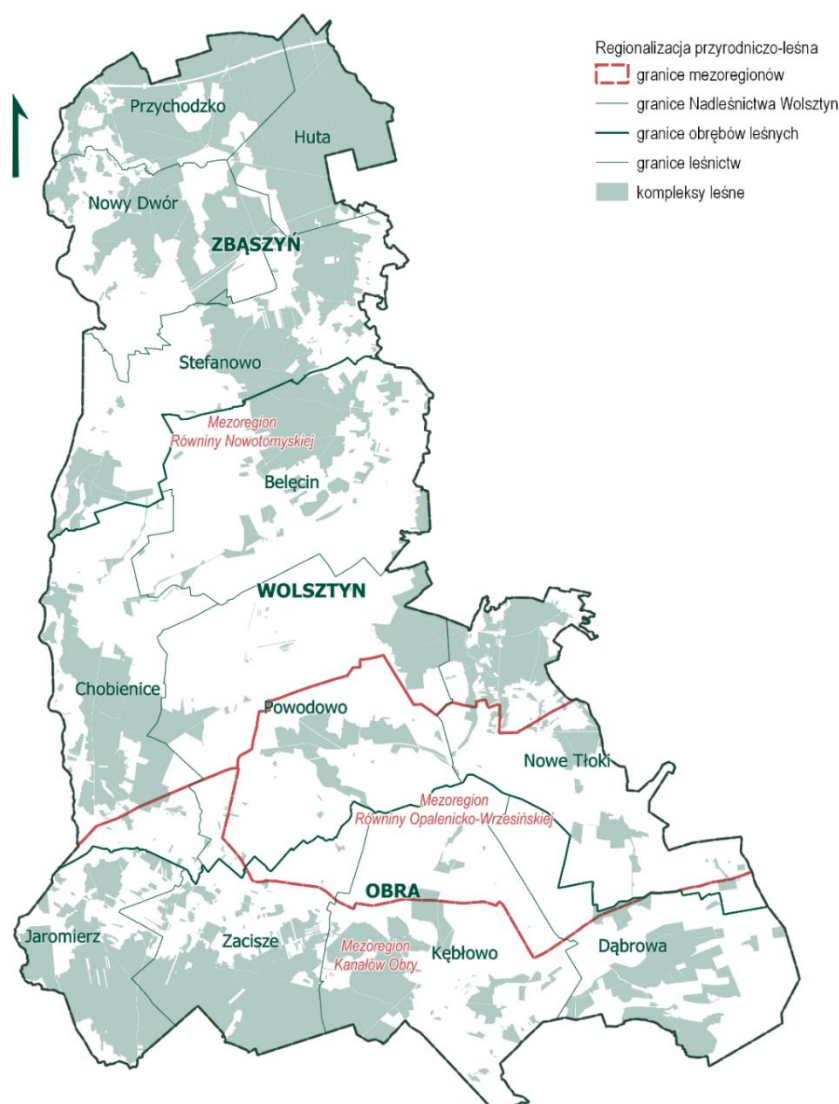 Regionalizacja przyrodniczo-leśna
granice mezoregionów
granice Nadleśnictwa Wolsztyn
granice obrębów leśnych
granice leśnictw
kompleksy leśne
Przychodzko
Huta
Nowy Dwór
ZBĄSZYŃ
Stefanowo
Mezoregion
Równiny Nowotomyskiej
Belęcin
WOLSZTYN
Chobienice
Powodowo
Nowe Tłoki
Mezoregion
Równiny Opalenicko-Wrzesińskiej
OBRA
Jaromierz
Zacisze
Mezoregion
Kanałów Obry
Kębłowo
Dąbrowa